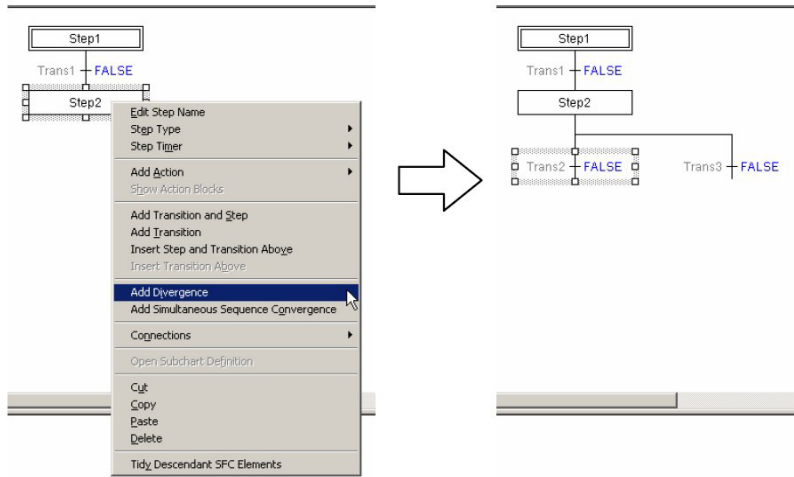 Step1
Trans1 FALSE
Step2
Edit Step Name
Step Type
Step Timer
Add Action
Show Action Blocks
Add Transition and Step
Add Transition
Insert Step and Transition Above
Insert Transition Above
Add Divergence
Add Simultaneous Sequence Convergence
Connections
Open Subchart Definition
Cut
Copy
Paste
Delete
Tidy Descendant SFC Elements
Step1
Trans1 FALSE
Step2
Trans2 FALSE Trans3 FALSE